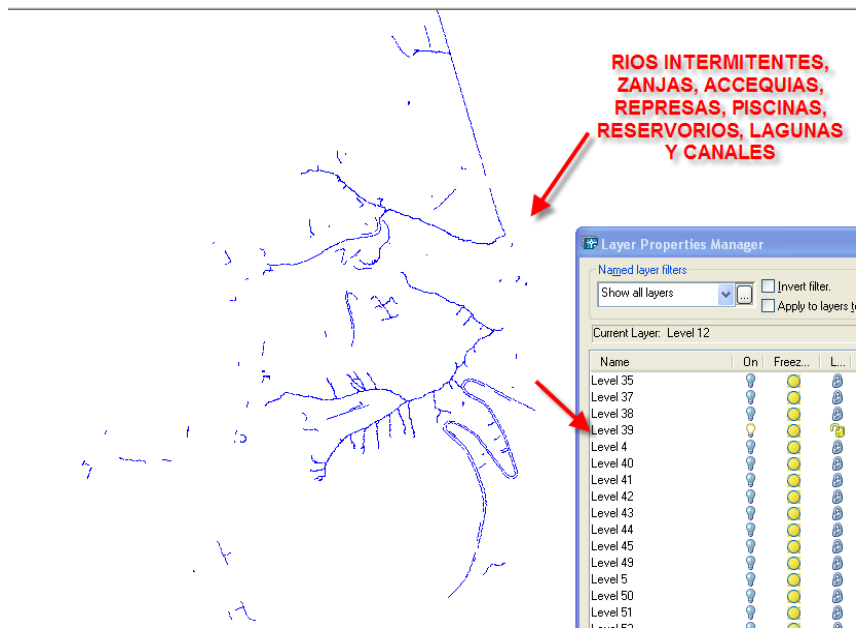 RIOS INTERMITENTES,
ZANJAS, ACCEQUIAS,
REPRESAS, PISCINAS,
RESERVORIOS, LAGUNAS
Y CANALES
Layer Properties Manager
Named layer filters
Show all layers
...
Invert filter.
Apply to layers
Current Layer: Level 12
Name On Freez... L...
Level 35
Level 37
Level 38
Level 39
Level 4
Level 40
Level 41
Level 42
Level 43
Level 44
Level 45
Level 49
Level 5
Level 50
Level 51
Level 52